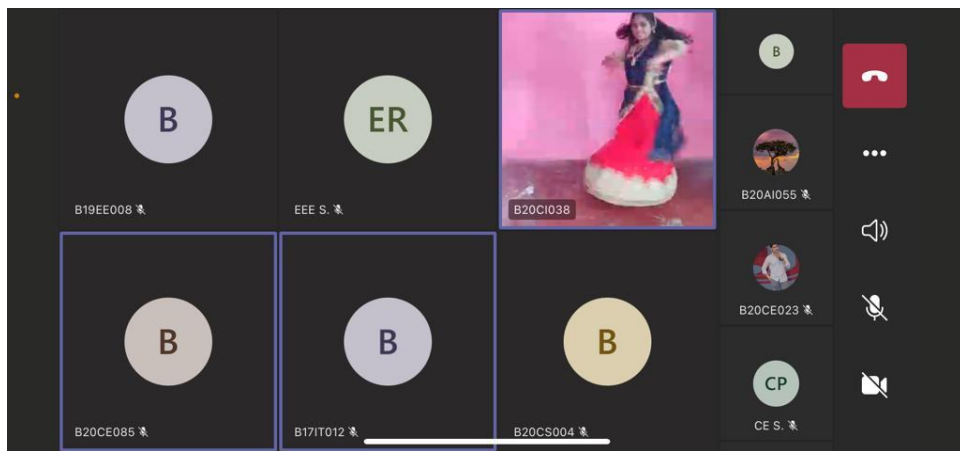 B
B19EE008
ER
EEE S.
B20CI038
B
B20AI055
B20CE023
B
B20CE085
B
B17IT012
B
B20CS004
CP
CE S.